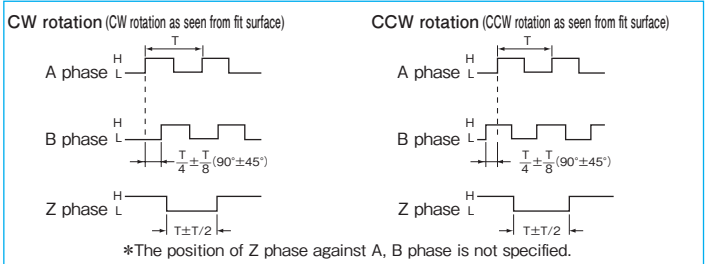 CW rotation (CW rotation as seen from fit surface)
T
A phase H L
B phase H L
T/4 ± T/8 (90°±45°)
Z phase H L
T±T/2
CCW rotation (CCW rotation as seen from fit surface)
T
A phase H L
B phase H L
T/4 ± T/8 (90°±45°)
Z phase H L
T±T/2
*The position of Z phase against A, B phase is not specified.